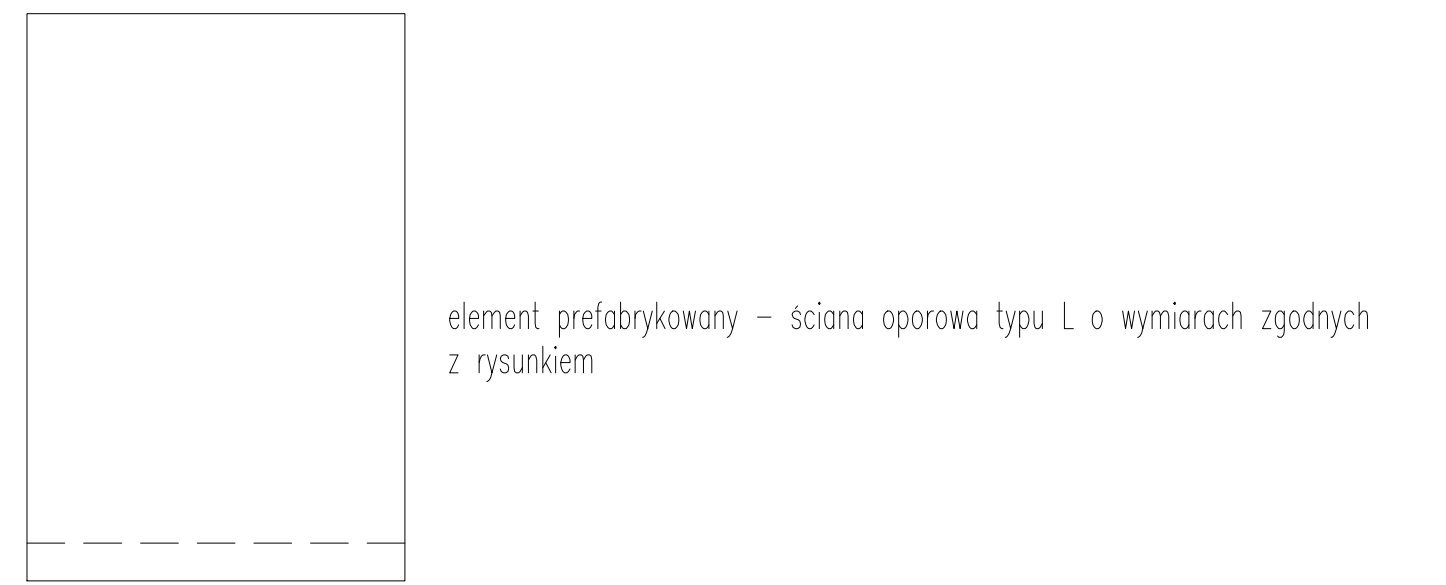 element prefabrykowany – ściana oporowa typu L o wymiarach zgodnych
z rysunkiem